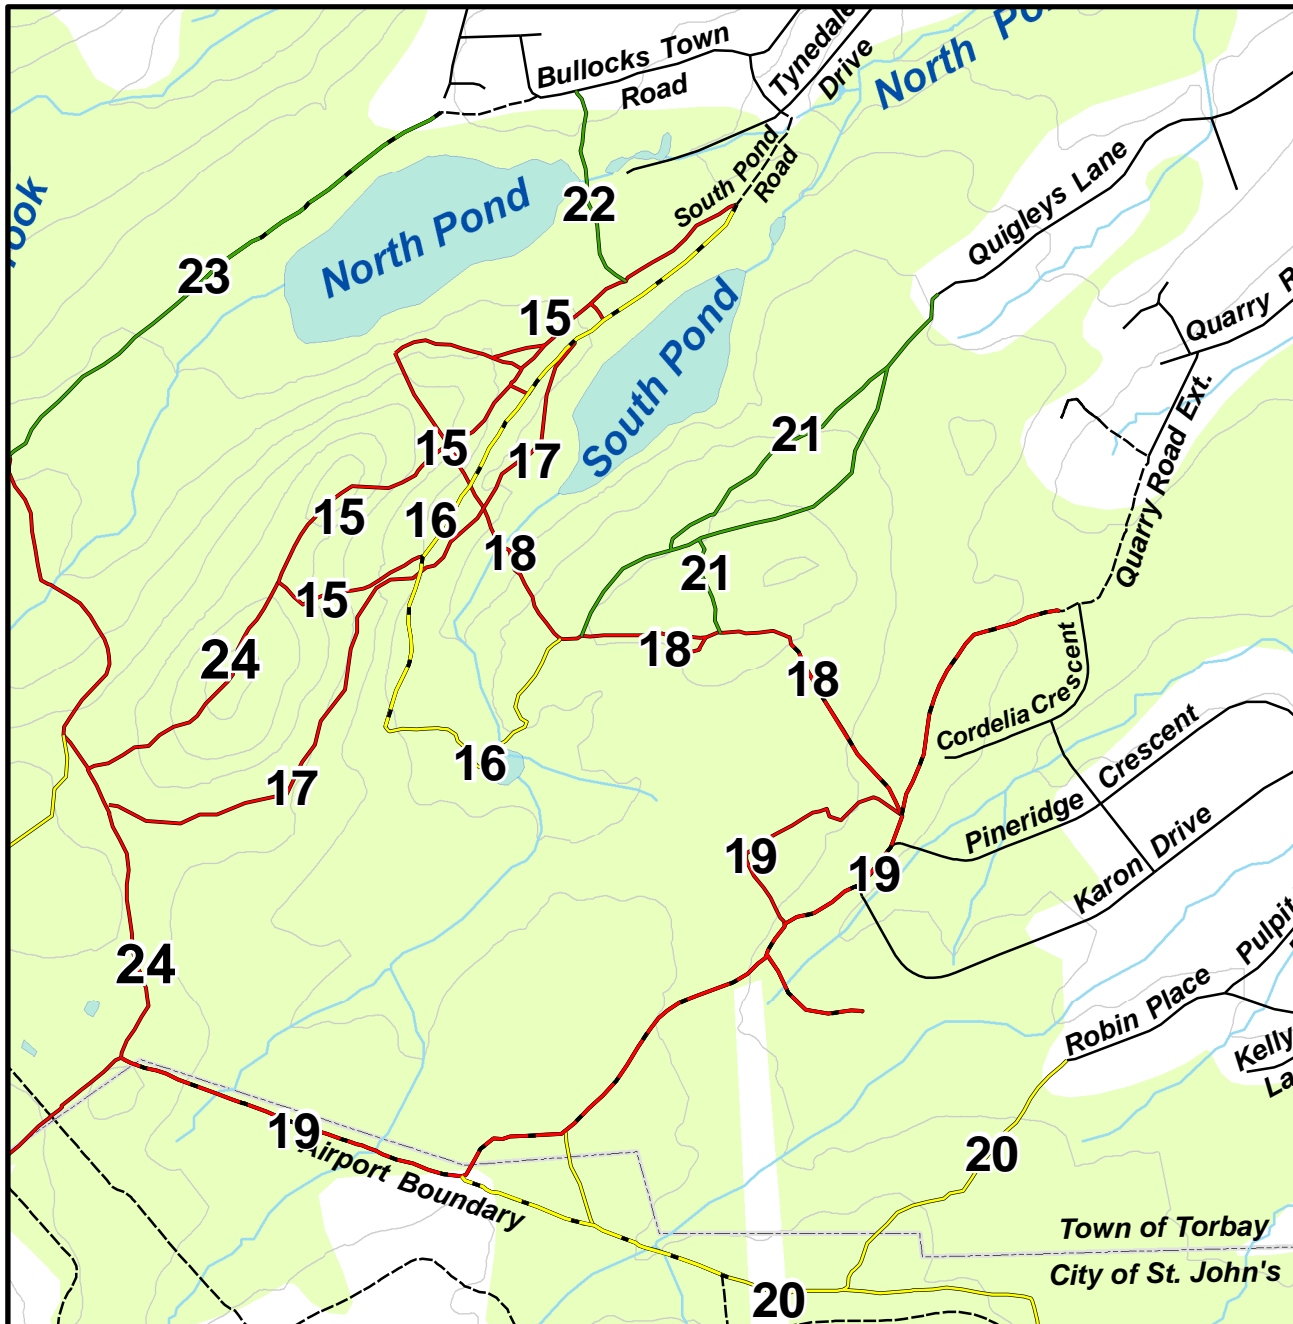 Bullocks Town
Road
Tynedale
Drive
North
South Pond
Road
22
North Pond
23
Quigleys Lane
15
South Pond
Quarry
Quarry Road Ext.
21
15
17
15
16
18
21
15
24
18
18
Cordelia Crescent
Pineridge Crescent
16
17
19
19
Karon Drive
24
Pulpit
Robin Place
Kelly
19
Airport Boundary
20
Town of Torbay
City of St. John's
20